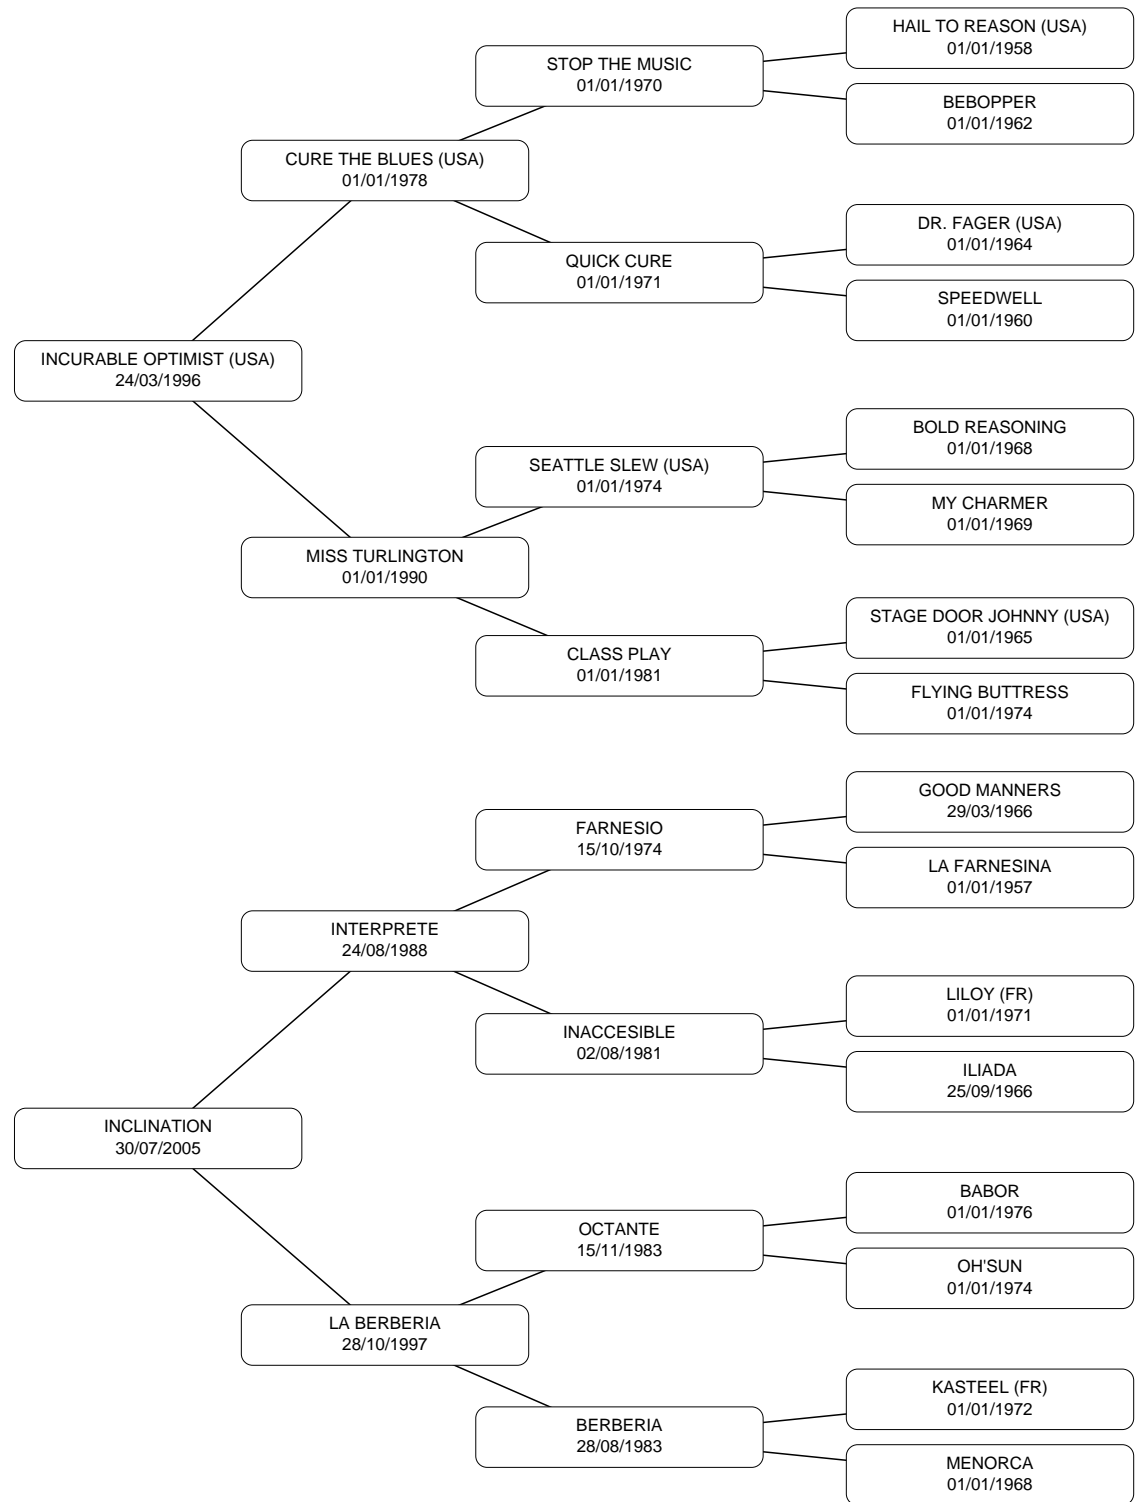 HAIL TO REASON (USA)
01/01/1958
STOP THE MUSIC
01/01/1970
BEBOPPER
01/01/1962
CURE THE BLUES (USA)
01/01/1978
DR. FAGER (USA)
01/01/1964
QUICK CURE
01/01/1971
SPEEDWELL
01/01/1960
INCURABLE OPTIMIST (USA)
24/03/1996
BOLD REASONING
01/01/1968
SEATTLE SLEW (USA)
01/01/1974
MY CHARMER
01/01/1969
MISS TURLINGTON
01/01/1990
STAGE DOOR JOHNNY (USA)
01/01/1965
CLASS PLAY
01/01/1981
FLYING BUTTRESS
01/01/1974
GOOD MANNERS
29/03/1966
FARNESIO
15/10/1974
LA FARNESINA
01/01/1957
INTERPRETE
24/08/1988
LILOY (FR)
01/01/1971
INACCESIBLE
02/08/1981
ILIADA
25/09/1966
INCLINATION
30/07/2005
BABOR
01/01/1976
OCTANTE
15/11/1983
OH'SUN
01/01/1974
LA BERBERIA
28/10/1997
KASTEEL (FR)
01/01/1972
BERBERIA
28/08/1983
MENORCA
01/01/1968